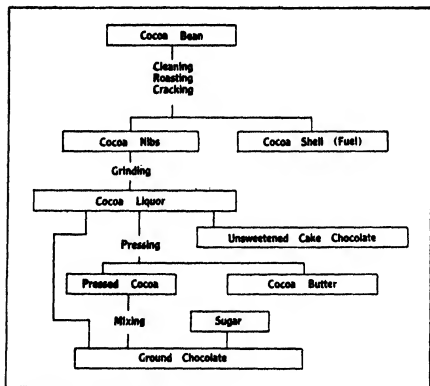 Cocoa Bean
Cleaning
Roasting
Cracking
Cocoa Nibs
Cocoa Shell (Fuel)
Grinding
Cocoa Liquor
Unsweetened Cake Chocolate
Pressing
Pressed Cocoa
Cocoa Butter
Mixing
Sugar
Ground Chocolate